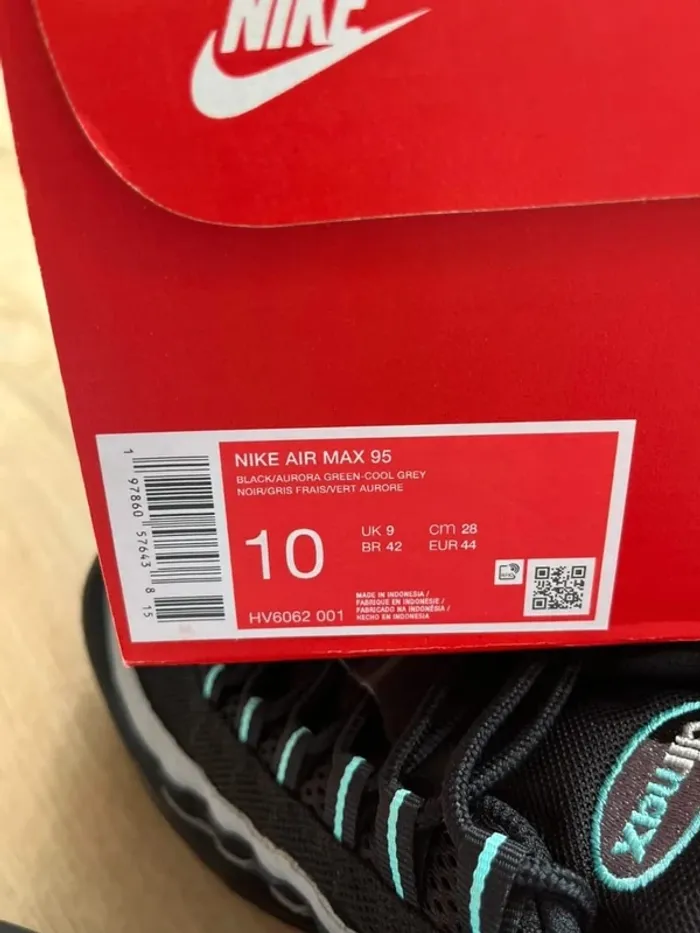 NIKE
NIKE AIR MAX 95
BLACK/AURORA GREEN-COOL GREY
NOIR/GRIS FRAIS/VERT AURORE
10
UK 9 cm 28
BR 42 EUR 44
HV6062 001
MADE IN INDONESIA /
FABRIQUE EN INDONESIE /
FABRICADO NA INDONÉSIA /
HECHO EN INDONESIA
1 97860 57643 8 15
air max